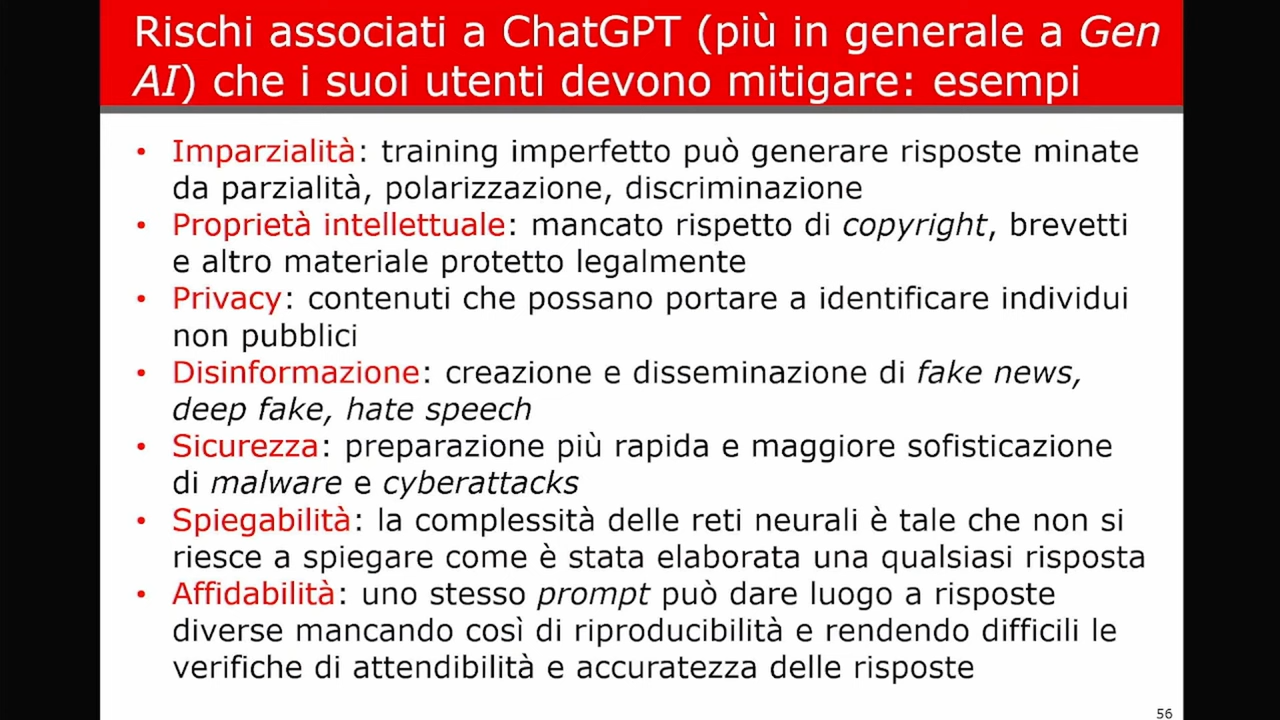 Rischi associati a ChatGPT (più in generale a Gen
AI) che i suoi utenti devono mitigare: esempi
• Imparzialità: training imperfetto può generare risposte minate
da parzialità, polarizzazione, discriminazione
• Proprietà intellettuale: mancato rispetto di copyright, brevetti
e altro materiale protetto legalmente
• Privacy: contenuti che possano portare a identificare individui
non pubblici
• Disinformazione: creazione e disseminazione di fake news,
deep fake, hate speech
• Sicurezza: preparazione più rapida e maggiore sofisticazione
di malware e cyberattacks
• Spiegabilità: la complessità delle reti neurali è tale che non si
riesce a spiegare come è stata elaborata una qualsiasi risposta
• Affidabilità: uno stesso prompt può dare luogo a risposte
diverse mancando così di riproducibilità e rendendo difficili le
verifiche di attendibilità e accuratezza delle risposte
56